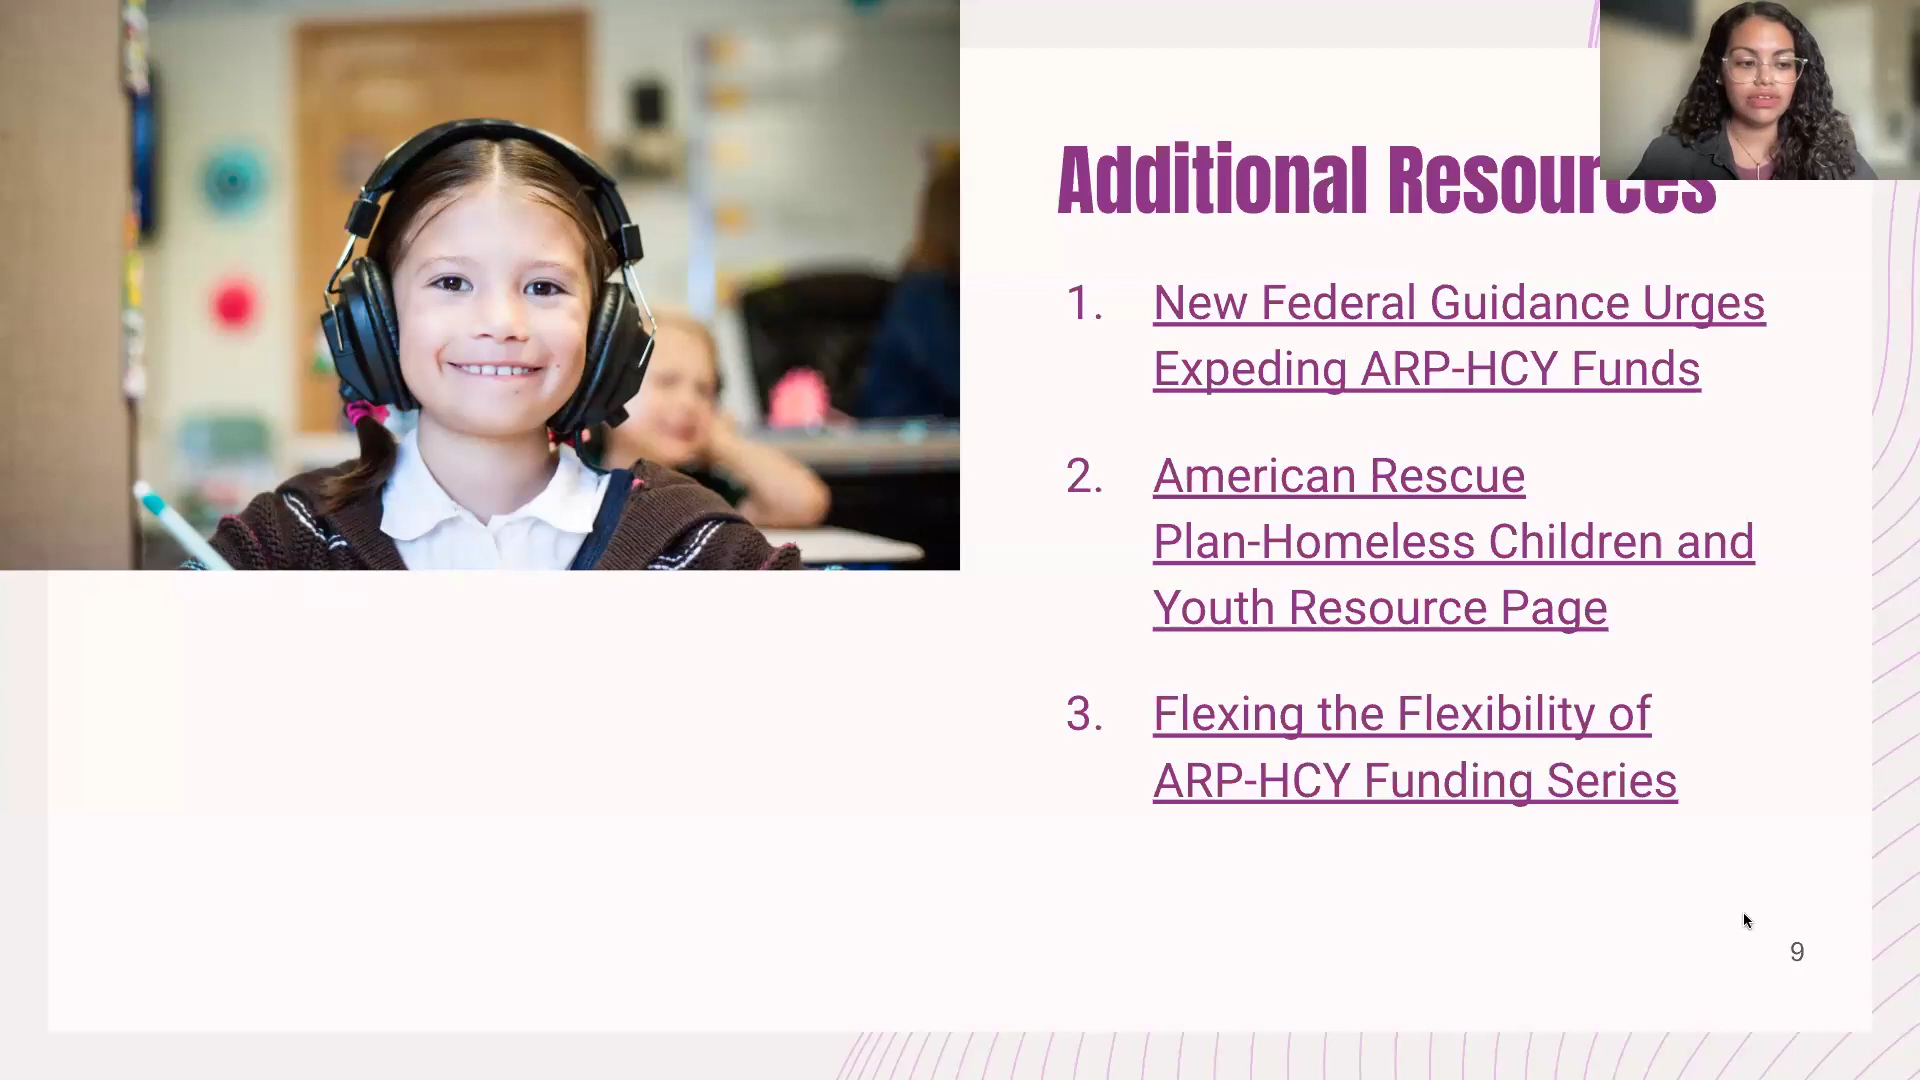 Additional Resources
1. New Federal Guidance Urges
Expeding ARP-HCY Funds
2. American Rescue
Plan-Homeless Children and
Youth Resource Page
3. Flexing the Flexibility of
ARP-HCY Funding Series
9